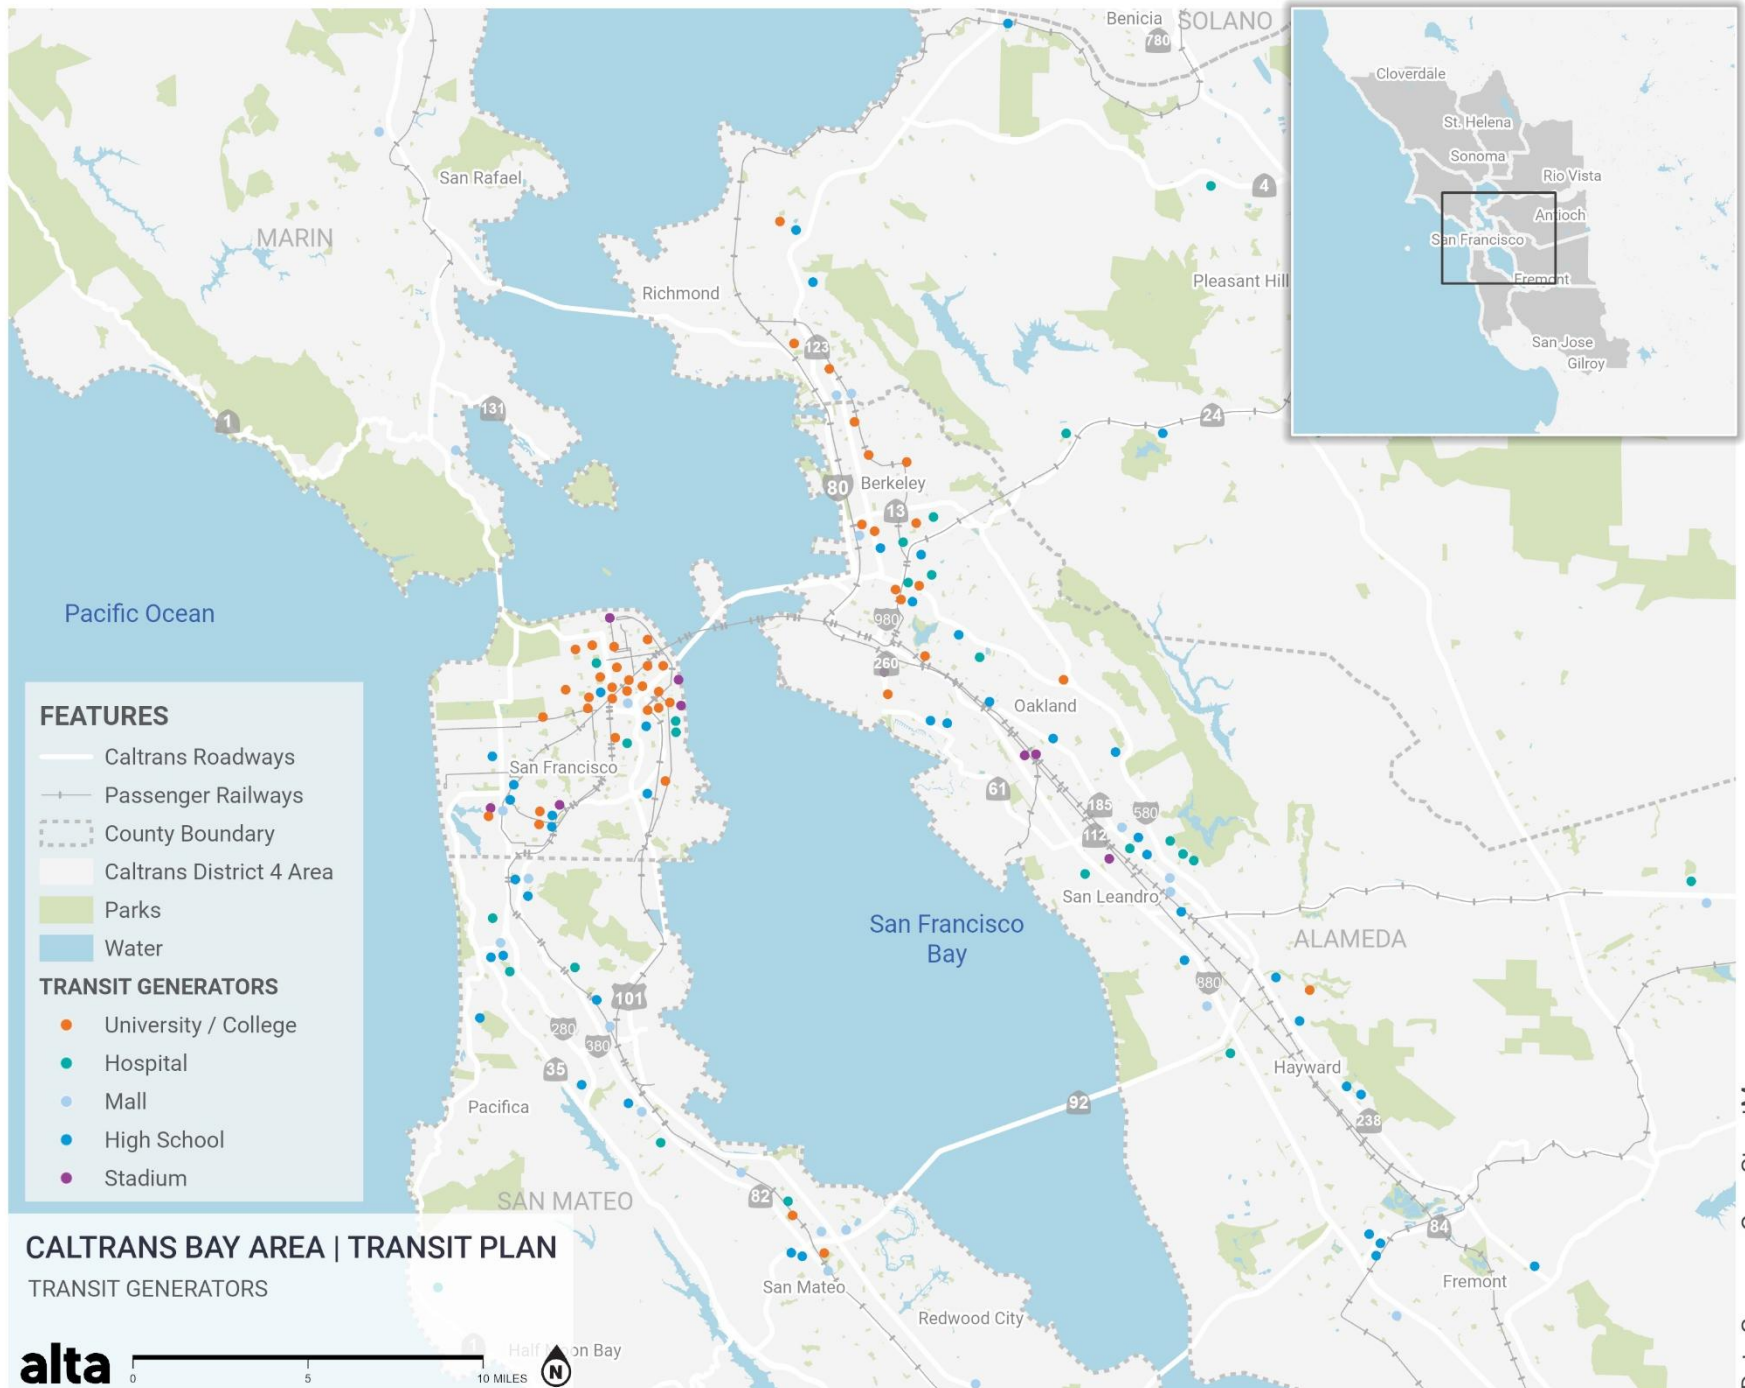 Benicia
SOLANO
780
Cloverdale
St. Helena
Sonoma
Rio Vista
Antioch
San Francisco
Fremont
San Jose
Gilroy
San Rafael
4
MARIN
Richmond
Pleasant Hill
123
131
1
24
80
Berkeley
13
Pacific Ocean
980
260
Oakland
San Francisco
61
185
580
112
San Leandro
San Francisco
Bay
ALAMEDA
880
101
280
380
35
Hayward
Pacifica
92
238
SAN MATEO
82
84
San Mateo
Fremont
Redwood City
1
Half Moon Bay
FEATURES
Caltrans Roadways
Passenger Railways
County Boundary
Caltrans District 4 Area
Parks
Water
TRANSIT GENERATORS
University / College
Hospital
Mall
High School
Stadium
CALTRANS BAY AREA | TRANSIT PLAN
TRANSIT GENERATORS
alta
0 5 10 MILES
N